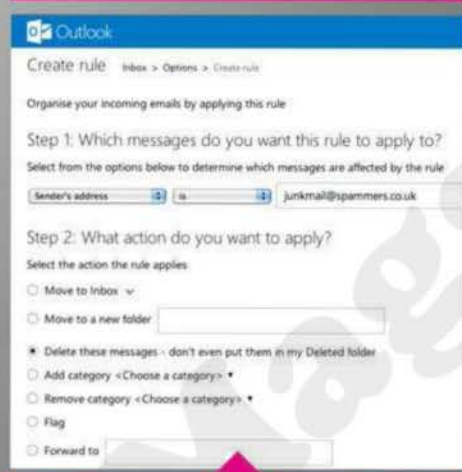 Outlook
Create rule Inbox > Options > Create rule
Organise your incoming emails by applying this rule
Step 1: Which messages do you want this rule to apply to?
Select from the options below to determine which messages are affected by the rule
Sender's address is junkmail@spammers.co.uk
Step 2: What action do you want to apply?
Select the action the rule applies
Move to Inbox
Move to a new folder
Delete these messages - don't even put them in my Deleted folder
Add category <Choose a category>
Remove category <Choose a category>
Flag
Forward to